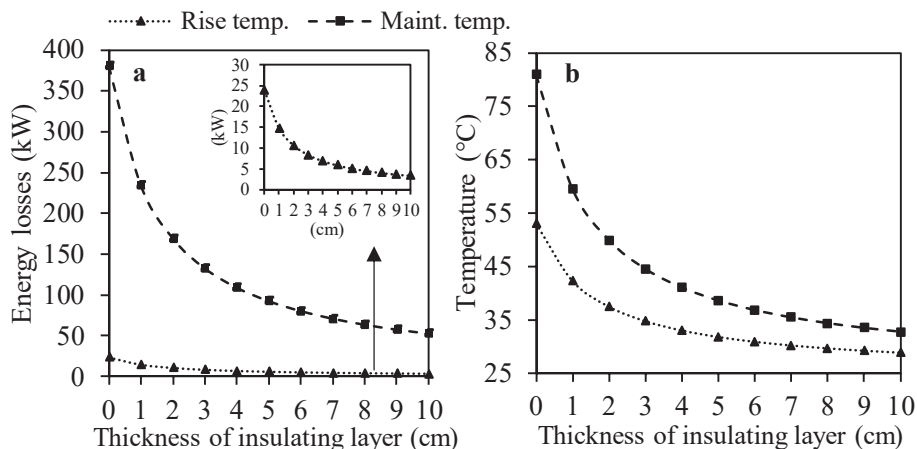 Rise temp. Maint. temp.
a
Energy losses (kW)
400
350
300
250
200
150
100
50
0
0 1 2 3 4 5 6 7 8 9 10
Thickness of insulating layer (cm)
(kW)
30
25
20
15
10
5
0
0 1 2 3 4 5 6 7 8 9 10
(cm)
b
Temperature (°C)
85
75
65
55
45
35
25
0 1 2 3 4 5 6 7 8 9 10
Thickness of insulating layer (cm)